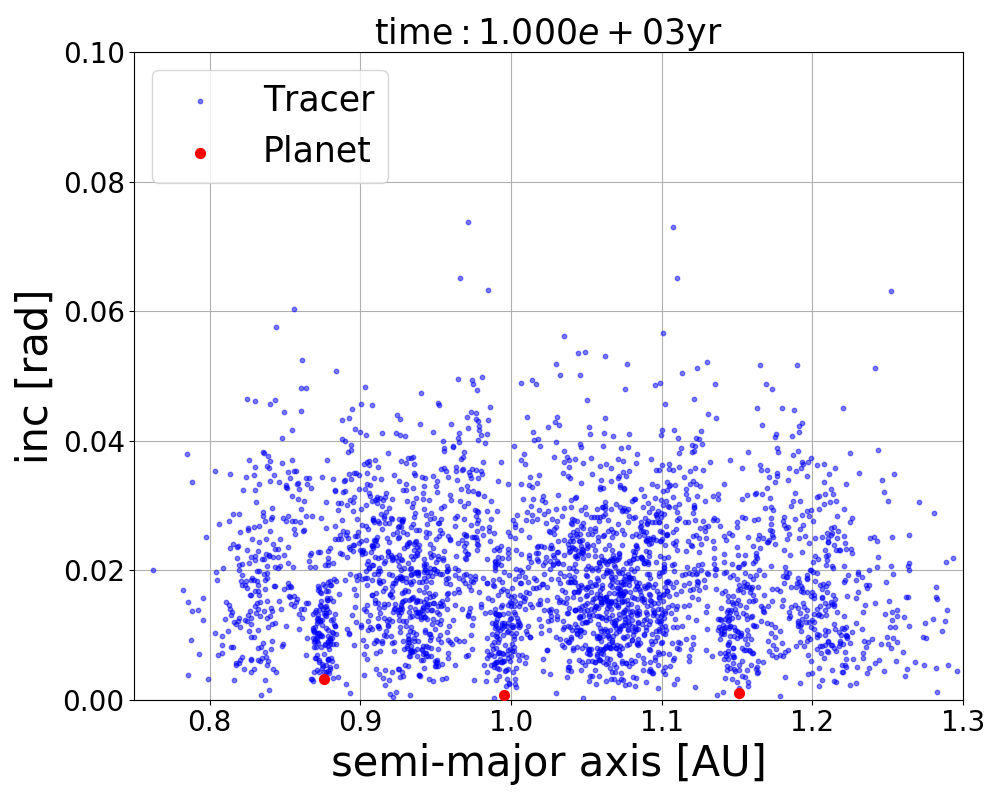 time : 1.000e + 03yr
0.10
0.08
0.06
0.04
0.02
0.00
inc [rad]
Tracer
Planet
0.8 0.9 1.0 1.1 1.2 1.3
semi-major axis [AU]